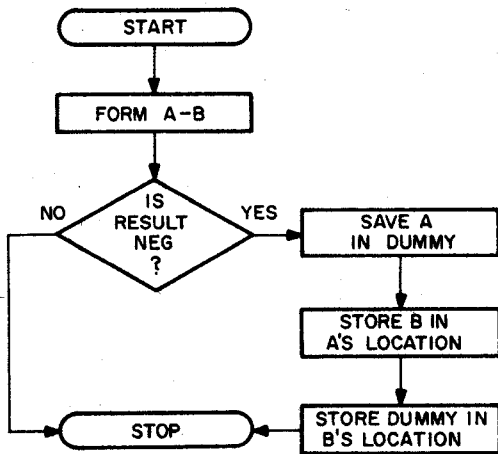 START
FORM A-B
IS
RESULT
NEG
?
NO
YES
SAVE A
IN DUMMY
STORE B IN
A'S LOCATION
STORE DUMMY IN
B'S LOCATION
STOP